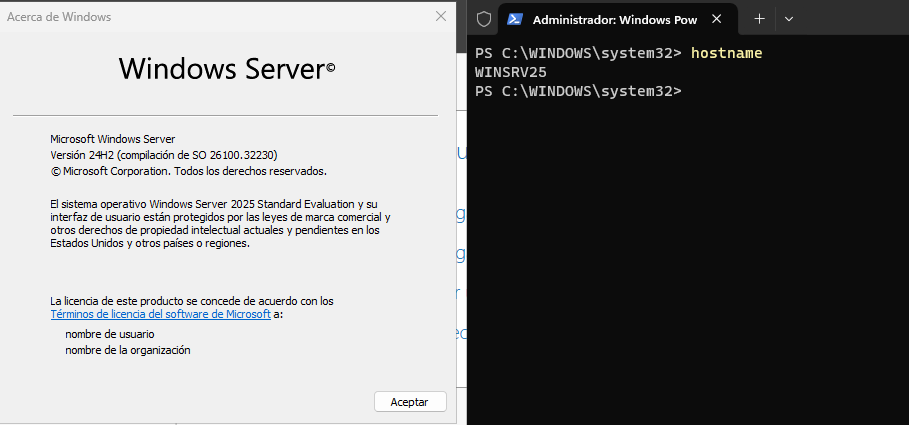 Acerca de Windows
Windows Server©
Microsoft Windows Server
Versión 24H2 (compilación de SO 26100.32230)
© Microsoft Corporation. Todos los derechos reservados.
El sistema operativo Windows Server 2025 Standard Evaluation y su
interfaz de usuario están protegidos por las leyes de marca comercial y
otros derechos de propiedad intelectual actuales y pendientes en los
Estados Unidos y otros países o regiones.
La licencia de este producto se concede de acuerdo con los
Términos de licencia del software de Microsoft a:
nombre de usuario
nombre de la organización
Aceptar
Administrador: Windows Pow
PS C:\WINDOWS\system32> hostname
WINSRV25
PS C:\WINDOWS\system32>